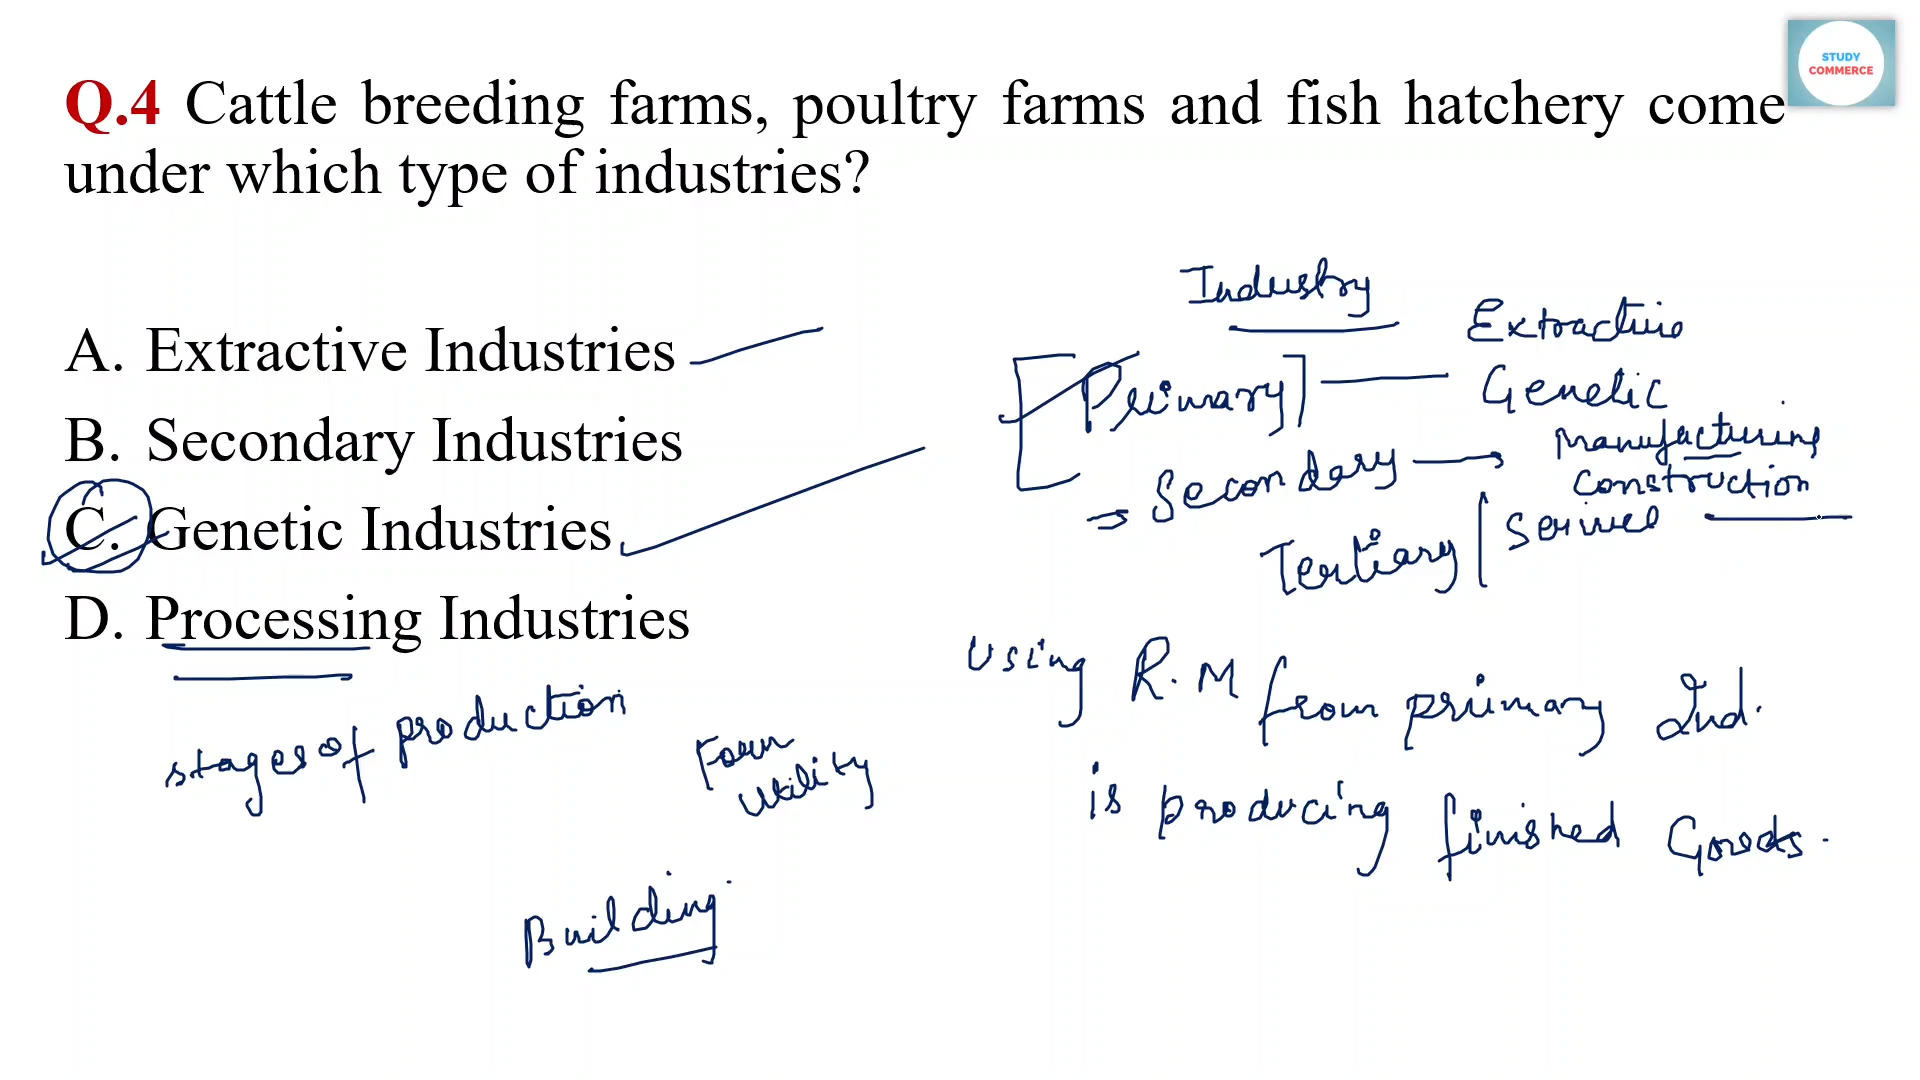 STUDY
COMMERCE
Q.4 Cattle breeding farms, poultry farms and fish hatchery come
under which type of industries?
A. Extractive Industries
B. Secondary Industries
C. Genetic Industries
D. Processing Industries
stages of production
Form
utility
Building
Industry
Primary
Extractive
Genetic
Secondary
Manufacturing
Construction
Tertiary
Using R.M from primary Ind.
is producing finished Goods.